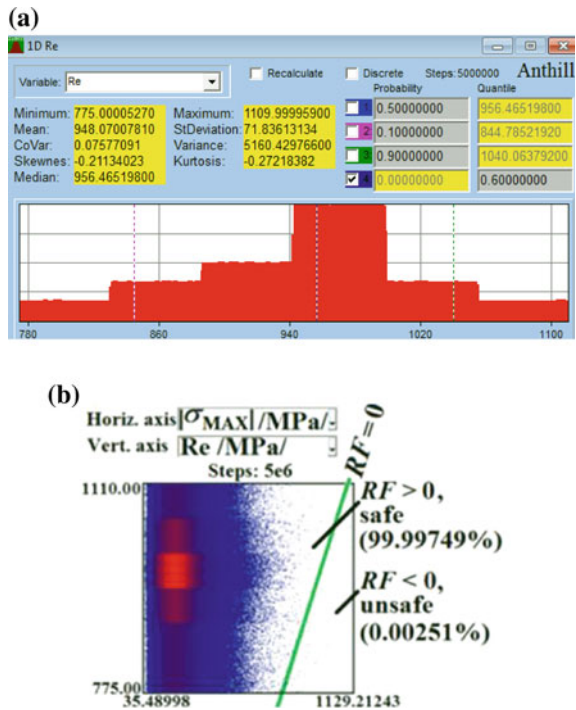 (a)
1D Re
Variable: Re
Recalculate
Discrete Steps:5000000 Anthill
Probability Quantile
Minimum: 775.00005270 Maximum: 1109.99995900
Mean: 948.07007810 StDeviation: 71.83613134
CoVar: 0.07577091 Variance: 5160.42976600
Skewnes: -0.21134023 Kurtosis: -0.27218382
Median: 956.46519800
1 0.50000000 956.46519800
2 0.10000000 844.78521920
3 0.90000000 1040.06379200
4 0.00000000 0.60000000
780 860 940 1020 1100
(b)
Horiz. axis |σMAX| /MPa/
Vert. axis Re /MPa/
Steps: 5e6
RF=0
1110.00
RF > 0,
safe
(99.99749%)
RF < 0,
unsafe
(0.00251%)
775.00
35.48998 1129.21243